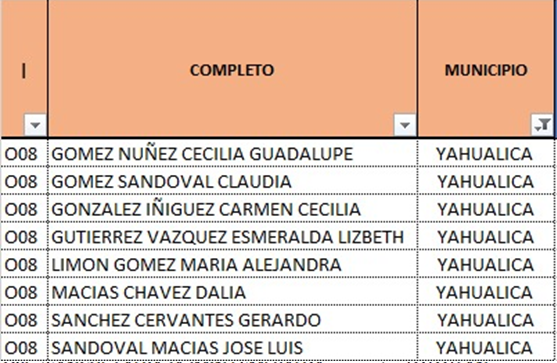 | COMPLETO MUNICIPIO
O08 GOMEZ NUÑEZ CECILIA GUADALUPE YAHUALICA
O08 GOMEZ SANDOVAL CLAUDIA YAHUALICA
O08 GONZALEZ IÑIGUEZ CARMEN CECILIA YAHUALICA
O08 GUTIERREZ VAZQUEZ ESMERALDA LIZBETH YAHUALICA
O08 LIMON GOMEZ MARIA ALEJANDRA YAHUALICA
O08 MACIAS CHAVEZ DALIA YAHUALICA
O08 SANCHEZ CERVANTES GERARDO YAHUALICA
O08 SANDOVAL MACIAS JOSE LUIS YAHUALICA